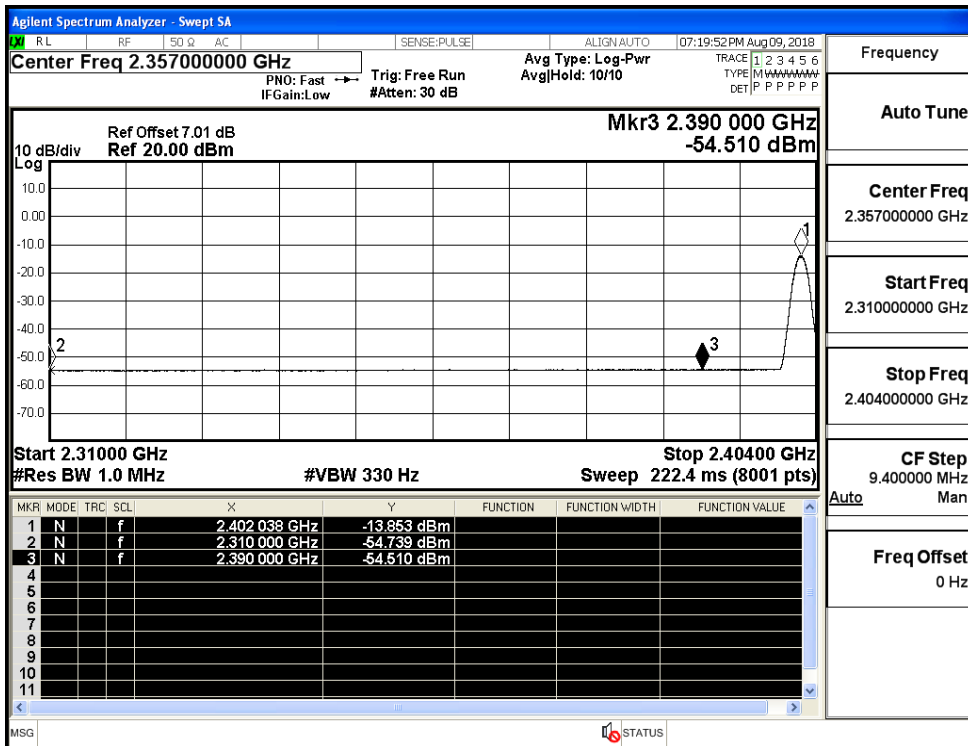 Agilent Spectrum Analyzer - Swept SA
LXI RL RF 50 Ω AC SENSE:PULSE ALIGNAUTO 07:19:52 PM Aug 09, 2018
Center Freq 2.357000000 GHz
PNO: Fast
IFGain:Low
Trig: Free Run
#Atten: 30 dB
Avg Type: Log-Pwr
Avg|Hold: 10/10
TRACE 1 2 3 4 5 6
TYPE M W W W W W
DET P P P P P P
Mkr3 2.390 000 GHz
-54.510 dBm
Ref Offset 7.01 dB
10 dB/div Ref 20.00 dBm
Log
10.0
0.00
-10.0
-20.0
-30.0
-40.0
-50.0
-60.0
-70.0
1
2
3
Start 2.31000 GHz Stop 2.40400 GHz
#Res BW 1.0 MHz #VBW 330 Hz Sweep 222.4 ms (8001 pts)
MKR MODE TRC SCL X Y FUNCTION FUNCTION WIDTH FUNCTION VALUE
1 N f 2.402 038 GHz -13.853 dBm
2 N f 2.310 000 GHz -54.739 dBm
3 N f 2.390 000 GHz -54.510 dBm
4
5
6
7
8
9
10
11
MSG STATUS
Frequency
Auto Tune
Center Freq
2.357000000 GHz
Start Freq
2.310000000 GHz
Stop Freq
2.404000000 GHz
CF Step
9.400000 MHz
Auto Man
Freq Offset
0 Hz